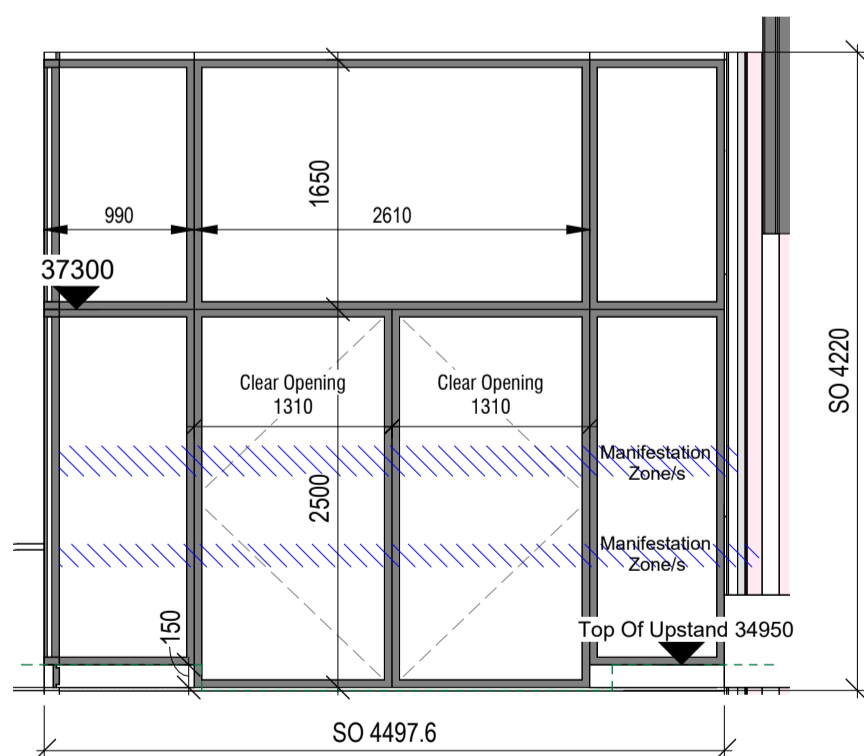 1650
990
2610
37300
SO 4220
Clear Opening
1310
Clear Opening
1310
Manifestation
Zone/s
2500
Manifestation
Zone/s
150
Top Of Upstand 34950
SO 4497.6